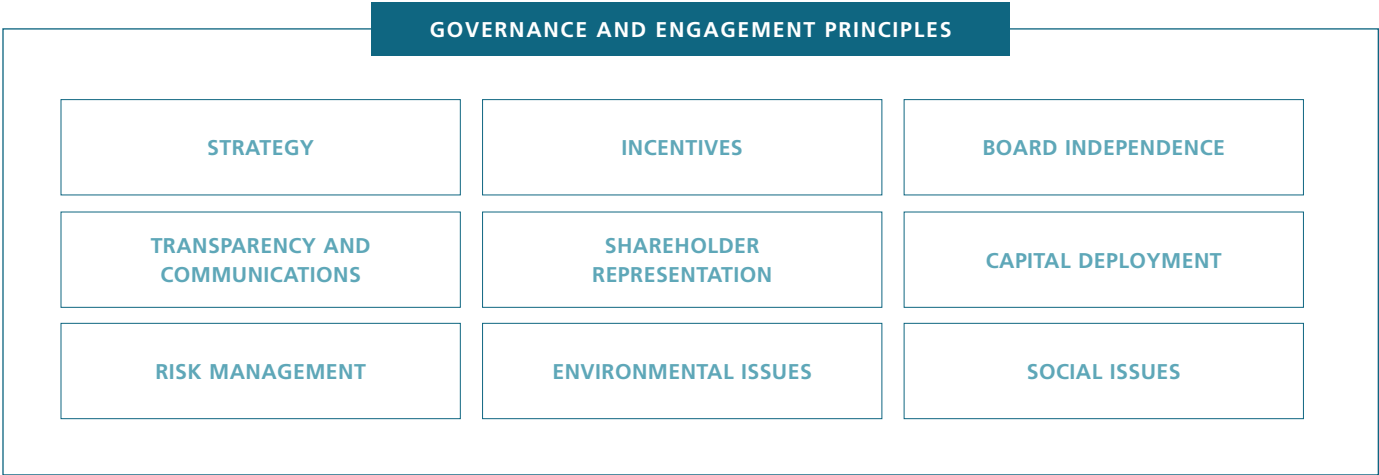 GOVERNANCE AND ENGAGEMENT PRINCIPLES
STRATEGY
INCENTIVES
BOARD INDEPENDENCE
TRANSPARENCY AND
COMMUNICATIONS
SHAREHOLDER
REPRESENTATION
CAPITAL DEPLOYMENT
RISK MANAGEMENT
ENVIRONMENTAL ISSUES
SOCIAL ISSUES